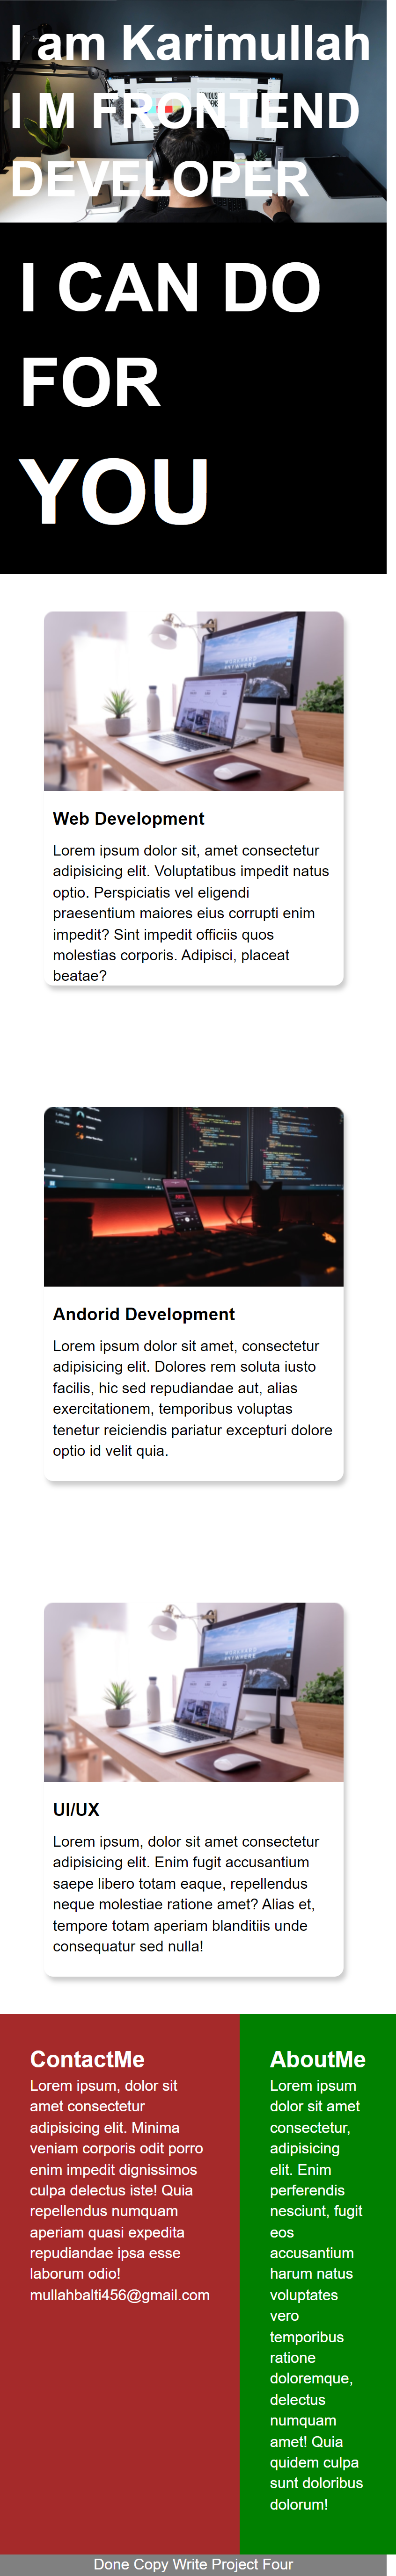 I am Karimullah
I M FRONTEND
DEVELOPER
I CAN DO
FOR
YOU
Web Development
Lorem ipsum dolor sit, amet consectetur
adipisicing elit. Voluptatibus impedit natus
optio. Perspiciatis vel eligendi
praesentium maiores eius corrupti enim
impedit? Sint impedit officiis quos
molestias corporis. Adipisci, placeat
beatae?
Andorid Development
Lorem ipsum dolor sit amet, consectetur
adipisicing elit. Dolores rem soluta iusto
facilis, hic sed repudiandae aut, alias
exercitationem, temporibus voluptas
tenetur reiciendis pariatur excepturi dolore
optio id velit quia.
UI/UX
Lorem ipsum, dolor sit amet consectetur
adipisicing elit. Enim fugit accusantium
saepe libero totam eaque, repellendus
neque molestiae ratione amet? Alias et,
tempore totam aperiam blanditiis unde
consequatur sed nulla!
ContactMe
Lorem ipsum, dolor sit
amet consectetur
adipisicing elit. Minima
veniam corporis odit porro
enim impedit dignissimos
culpa delectus iste! Quia
repellendus numquam
aperiam quasi expedita
repudiandae ipsa esse
laborum odio!
mullahbalti456@gmail.com
AboutMe
Lorem ipsum
dolor sit amet
consectetur,
adipisicing
elit. Enim
perferendis
nesciunt, fugit
eos
accusantium
harum natus
voluptates
vero
temporibus
ratione
doloremque,
delectus
numquam
amet! Quia
quidem culpa
sunt doloribus
dolorum!
Done Copy Write Project Four